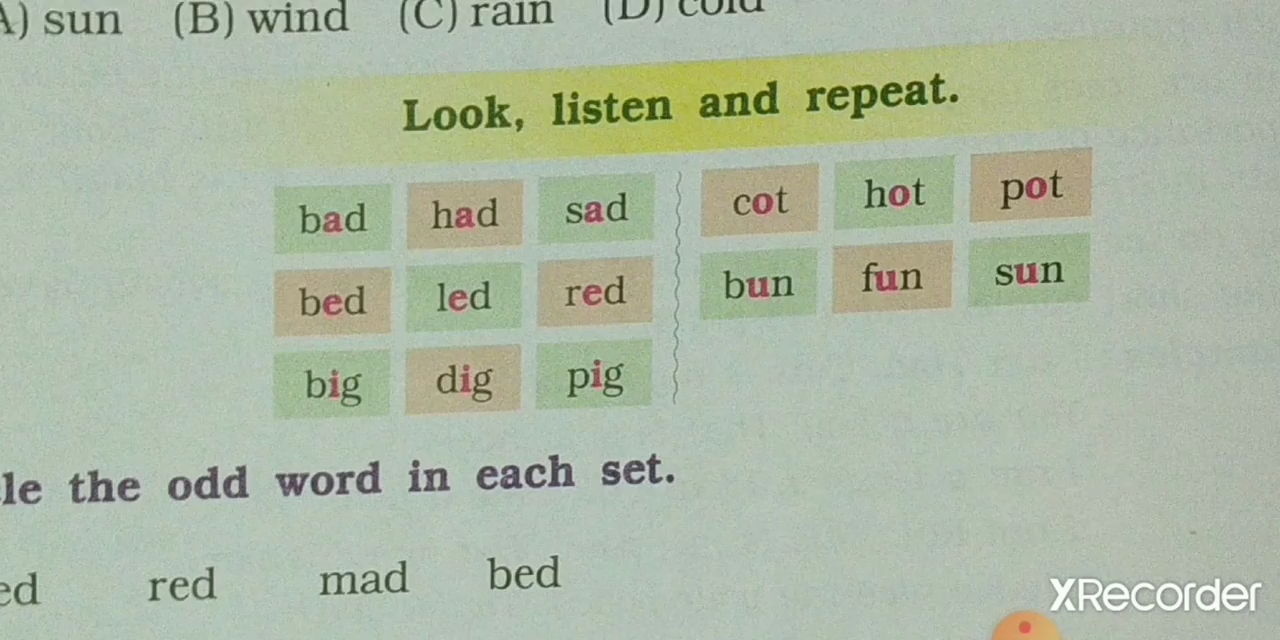 A) sun (B) wind (C) rain (D) cold
Look, listen and repeat.
bad had sad cot hot pot
bed led red bun fun sun
big dig pig
the odd word in each set.
red mad bed
XRecorder